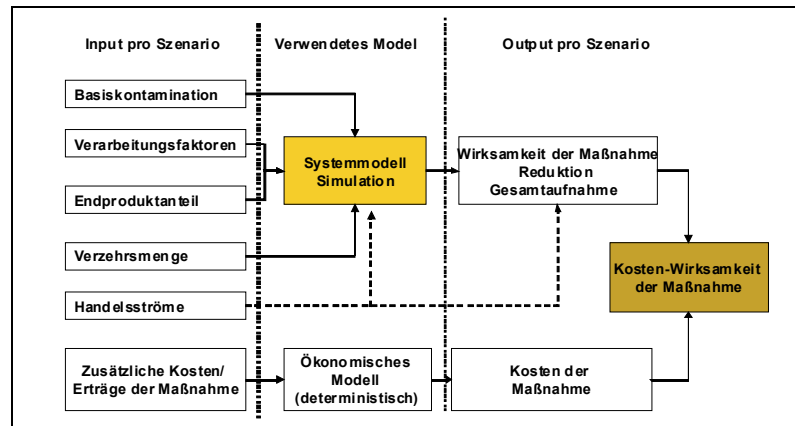 Input pro Szenario
Verwendetes Model
Output pro Szenario
Basiskontamination
Verarbeitungsfaktoren
Endproduktanteil
Verzehrsmenge
Handelsströme
Zusätzliche Kosten/
Erträge der Maßnahme
Systemmodell
Simulation
Ökonomisches
Modell
(deterministisch)
Wirksamkeit der Maßnahme
Reduktion
Gesamtaufnahme
Kosten der
Maßnahme
Kosten-Wirksamkeit
der Maßnahme